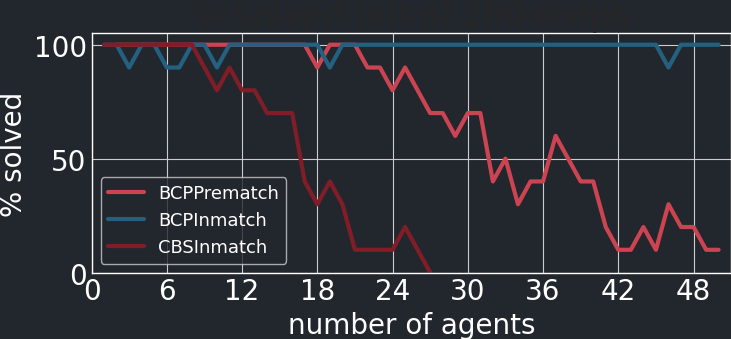 100
50
0
% solved
BCPPrematch
BCPInmatch
CBSInmatch
0 6 12 18 24 30 36 42 48
number of agents